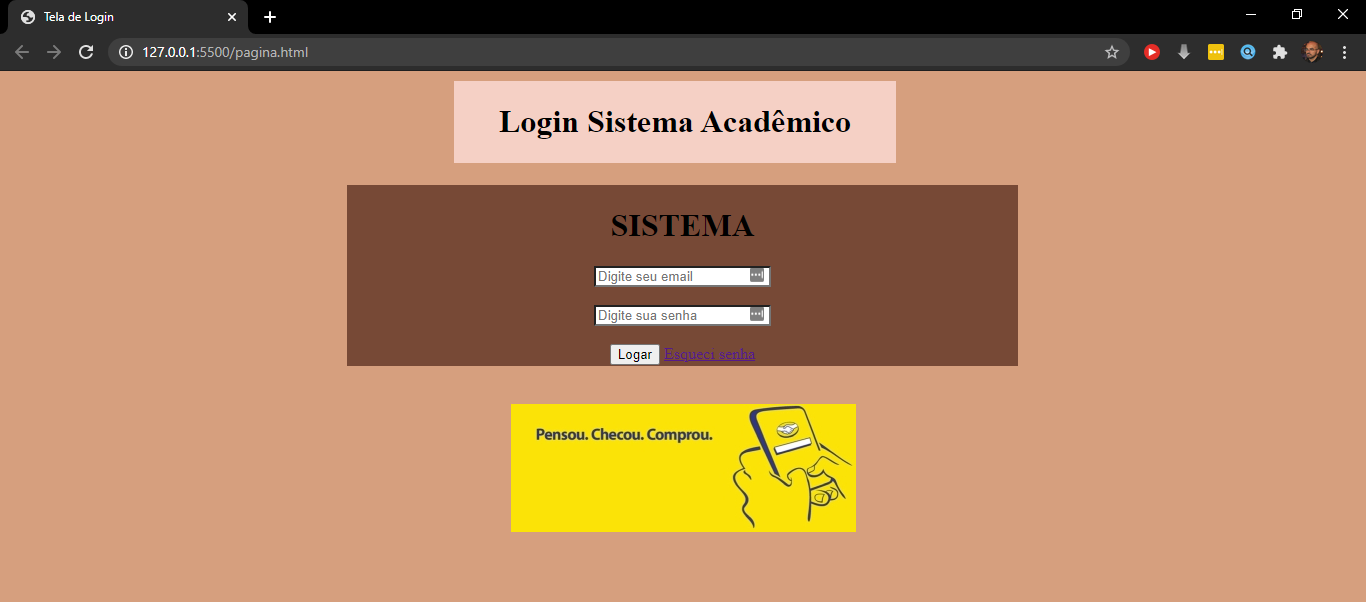 Tela de Login
127.0.0.1:5500/pagina.html
Login Sistema Acadêmico
SISTEMA
Digite seu email
Digite sua senha
Logar Esqueci senha
Pensou. Checou. Comprou.